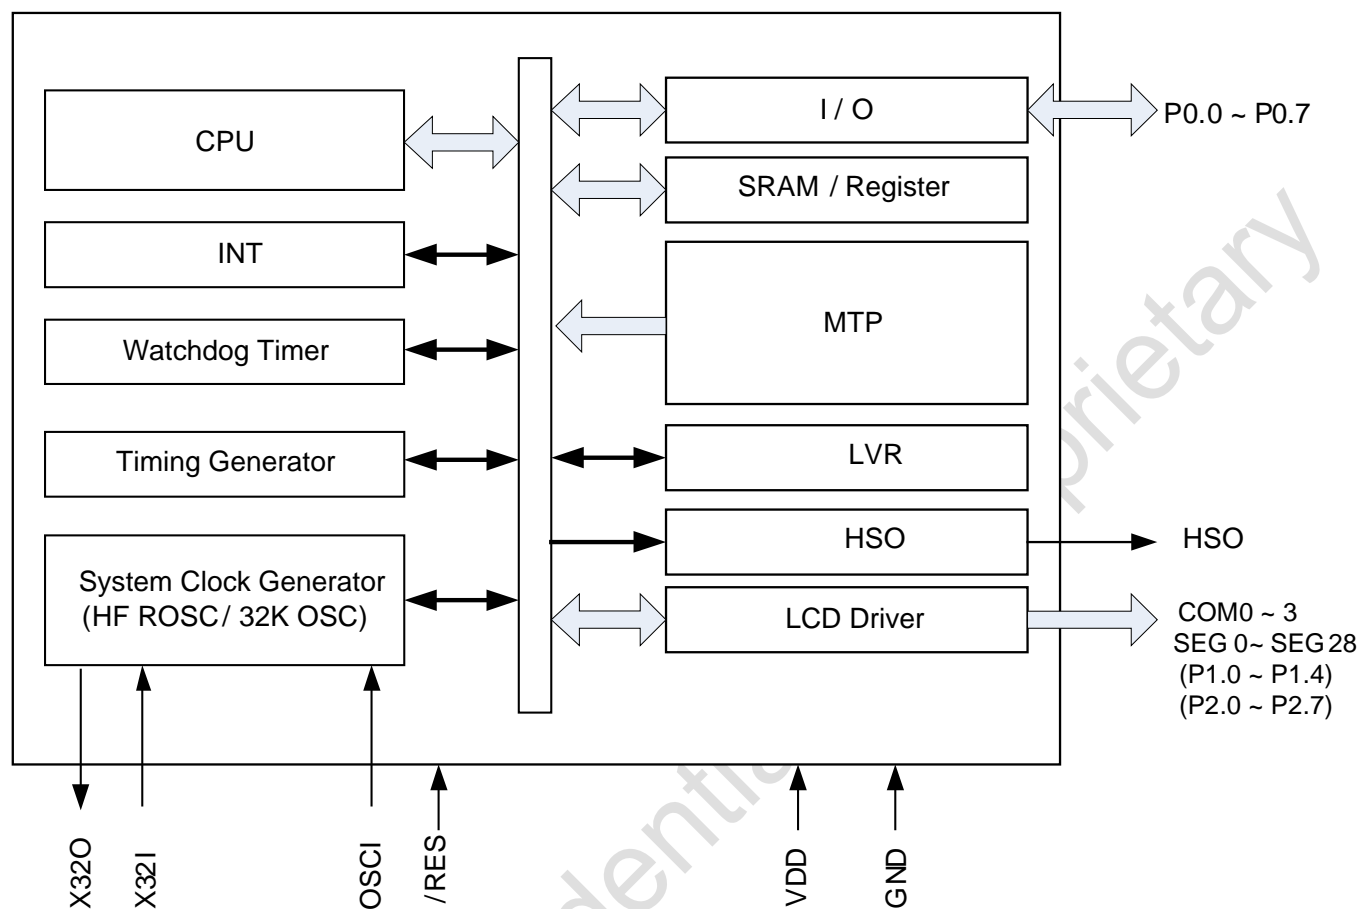 CPU
INT
Watchdog Timer
Timing Generator
System Clock Generator
(HF ROSC / 32K OSC)
I / O
SRAM / Register
MTP
LVR
HSO
LCD Driver
P0.0 ~ P0.7
HSO
COM0 ~ 3
SEG 0~ SEG 28
(P1.0 ~ P1.4)
(P2.0 ~ P2.7)
X32O
X32I
OSCI
/RES
VDD
GND